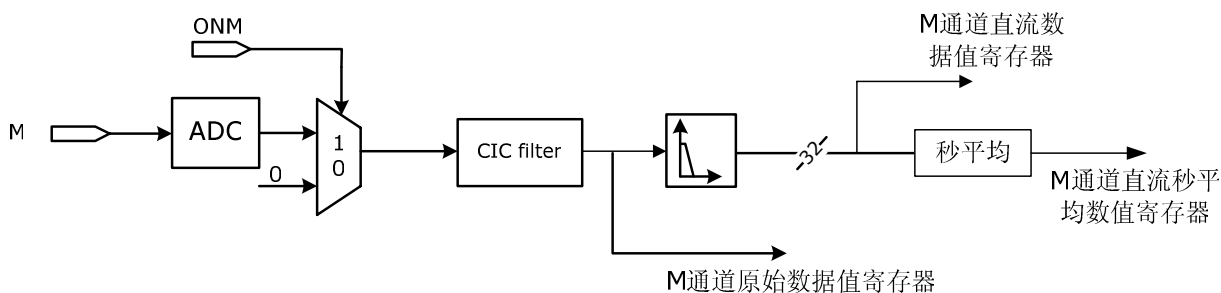 ONM
M通道直流数
据值寄存器
M
ADC
1
0
0
CIC filter
-32-
秒平均
M通道直流秒平
均数值寄存器
M通道原始数据值寄存器